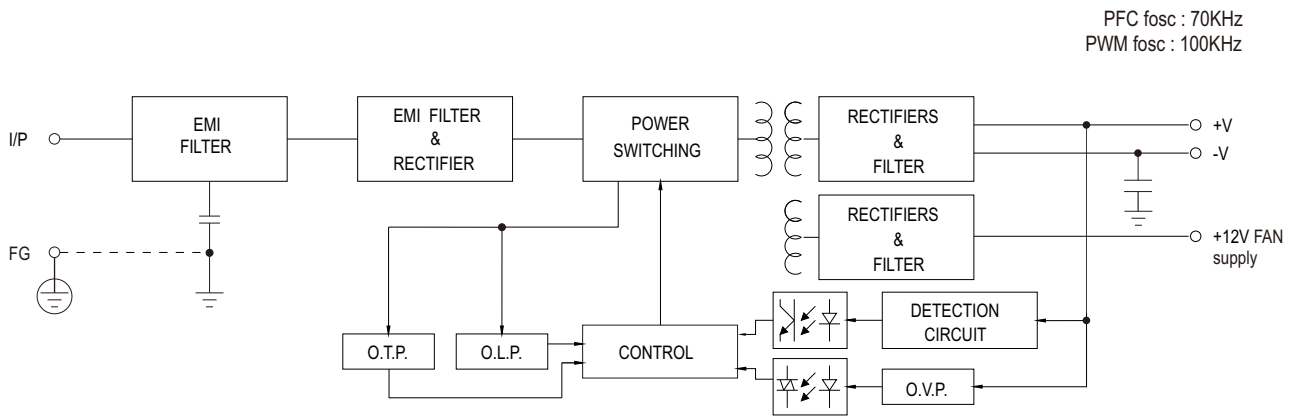 PFC fosc : 70KHz
PWM fosc : 100KHz
I/P
EMI
FILTER
EMI FILTER
&
RECTIFIER
POWER
SWITCHING
RECTIFIERS
&
FILTER
+V
-V
FG
RECTIFIERS
&
FILTER
+12V FAN
supply
O.T.P.
O.L.P.
CONTROL
DETECTION
CIRCUIT
O.V.P.